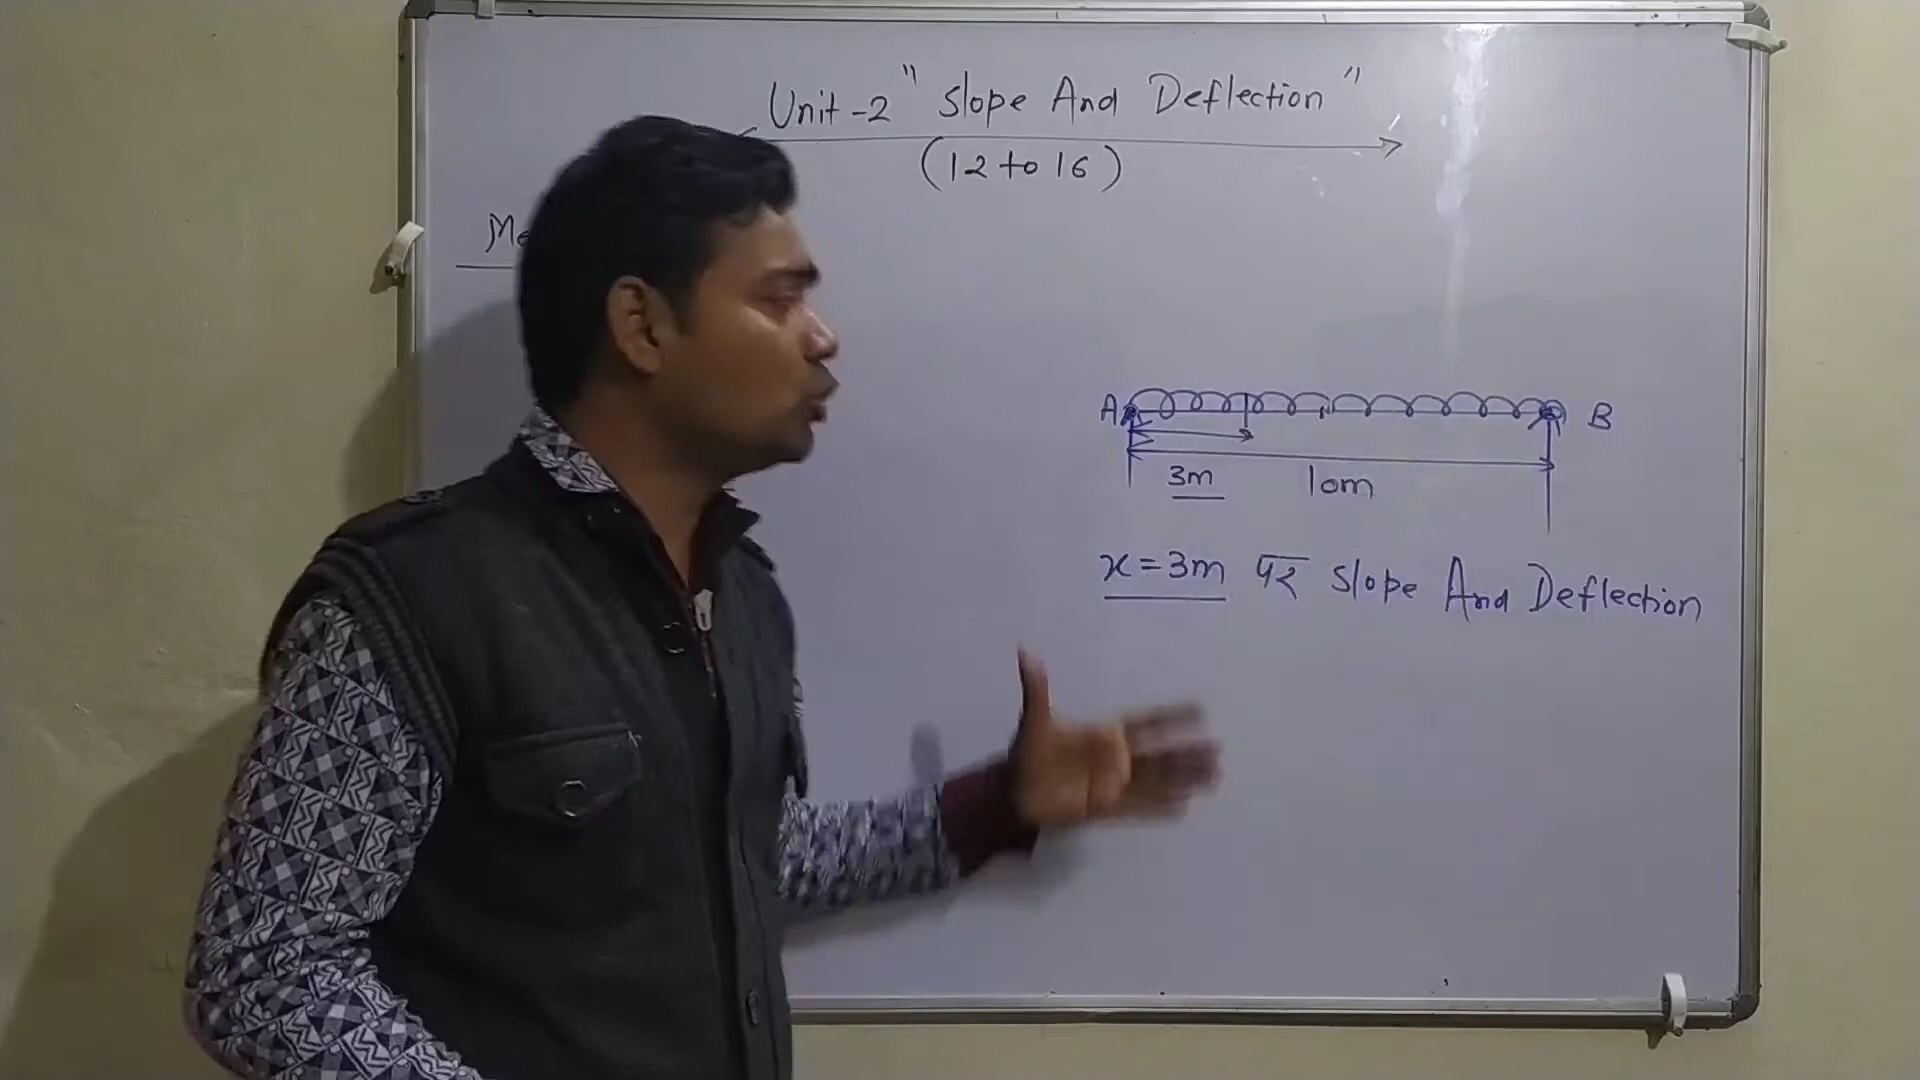 Unit-2 "Slope And Deflection"
(12 to 16)
A B
3m 10m
x=3m पर slope And Deflection